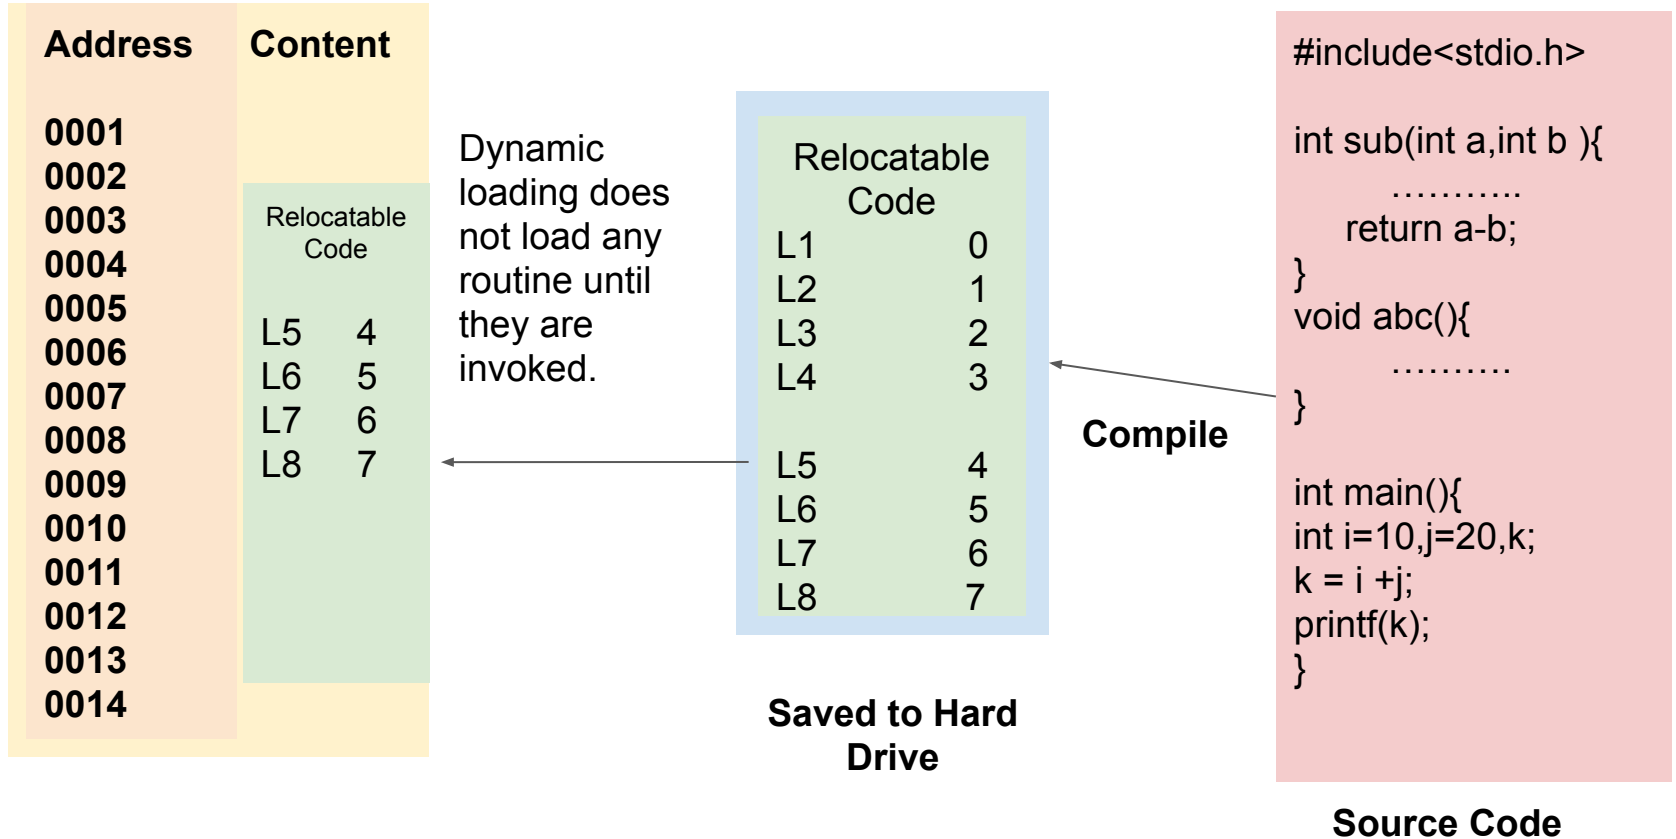 Address Content
0001
0002
0003
0004
0005
0006
0007
0008
0009
0010
0011
0012
0013
0014
Relocatable
Code
L5 4
L6 5
L7 6
L8 7
Dynamic
loading does
not load any
routine until
they are
invoked.
Relocatable
Code
L1 0
L2 1
L3 2
L4 3
L5 4
L6 5
L7 6
L8 7
Saved to Hard
Drive
Compile
#include<stdio.h>
int sub(int a,int b ){
………..
return a-b;
}
void abc(){
……….
}
int main(){
int i=10,j=20,k;
k = i +j;
printf(k);
}
Source Code